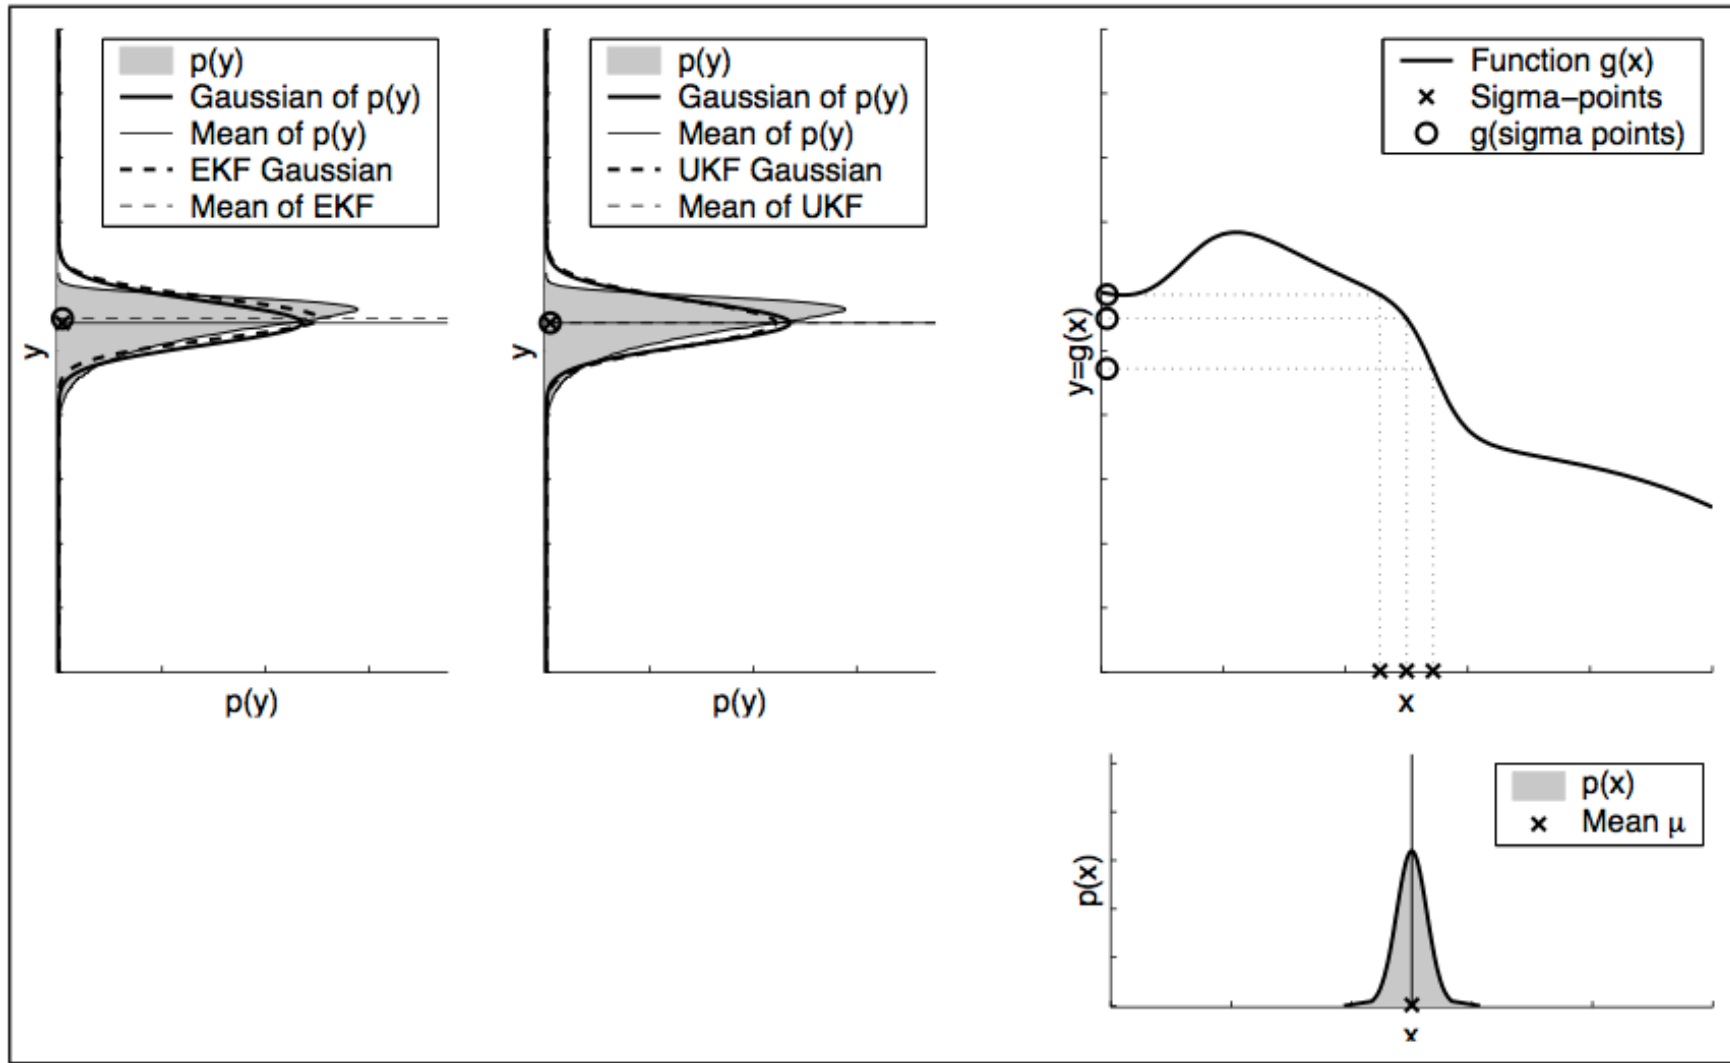 p(y)
Gaussian of p(y)
Mean of p(y)
EKF Gaussian
Mean of EKF
y
p(y)
p(y)
Gaussian of p(y)
Mean of p(y)
UKF Gaussian
Mean of UKF
y
p(y)
Function g(x)
Sigma−points
g(sigma points)
y=g(x)
x
p(x)
Mean μ
p(x)
x